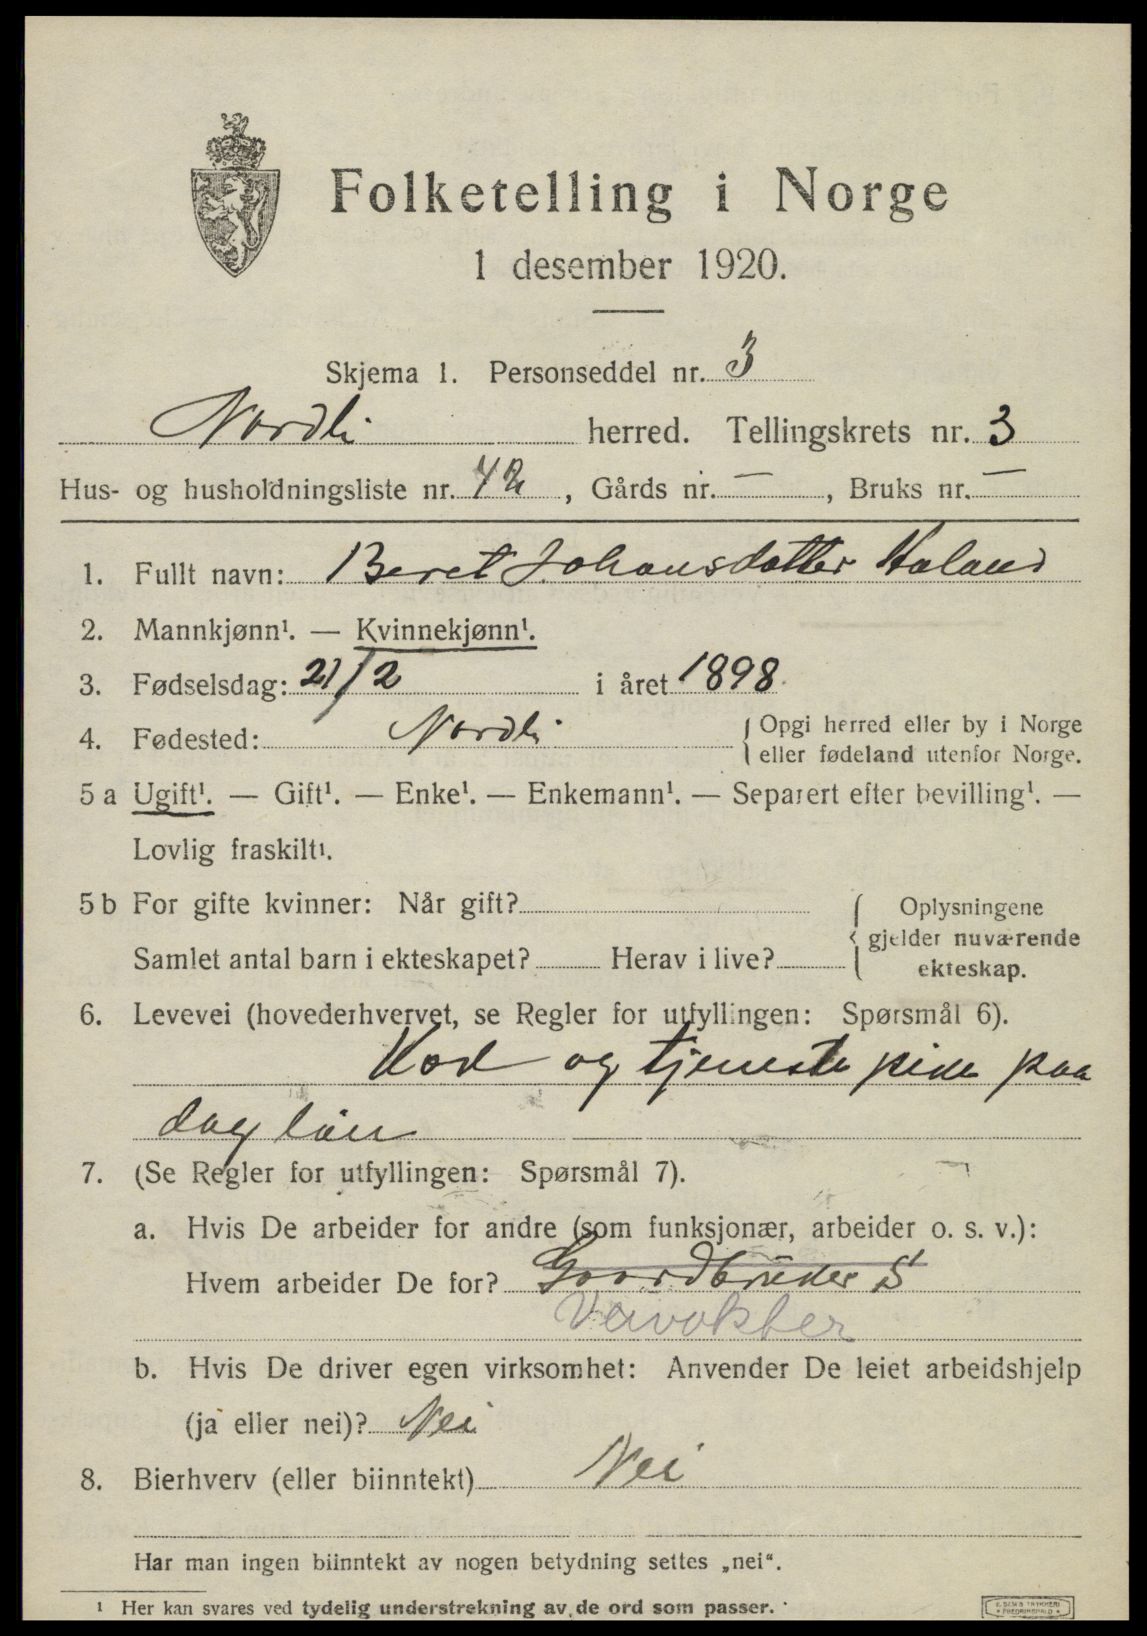 Folketelling i Norge
1 desember 1920.
Skjema 1. Personseddel nr. 3
Nordli herred. Tellingskrets nr. 3
Hus- og husholdningsliste nr. 42, Gårds nr. —, Bruks nr. —
1. Fullt navn: Beret Johansdatter Haland
2. Mannkjønn¹. — Kvinnekjønn¹.
3. Fødselsdag: 21/2 i året 1898
4. Fødested: Nordli { Opgi herred eller by i Norge
eller fødeland utenfor Norge.
5 a Ugift¹. — Gift¹. — Enke¹. — Enkemann¹. — Separert efter bevilling¹. —
Lovlig fraskilt¹.
5 b For gifte kvinner: Når gift? { Oplysningene
gjelder nuværende
Samlet antal barn i ekteskapet? Herav i live? ekteskap.
6. Levevei (hovederhvervet, se Regler for utfyllingen: Spørsmål 6).
og tjeneste paa
dag løn
7. (Se Regler for utfyllingen: Spørsmål 7).
a. Hvis De arbeider for andre (som funksjonær, arbeider o. s. v.):
Hvem arbeider De for? Gaardbruker S
Veivokter
b. Hvis De driver egen virksomhet: Anvender De leiet arbeidshjelp
(ja eller nei)? Nei
8. Bierhverv (eller biinntekt) Nei
Har man ingen biinntekt av nogen betydning settes „nei“.
¹ Her kan svares ved tydelig understrekning av de ord som passer.